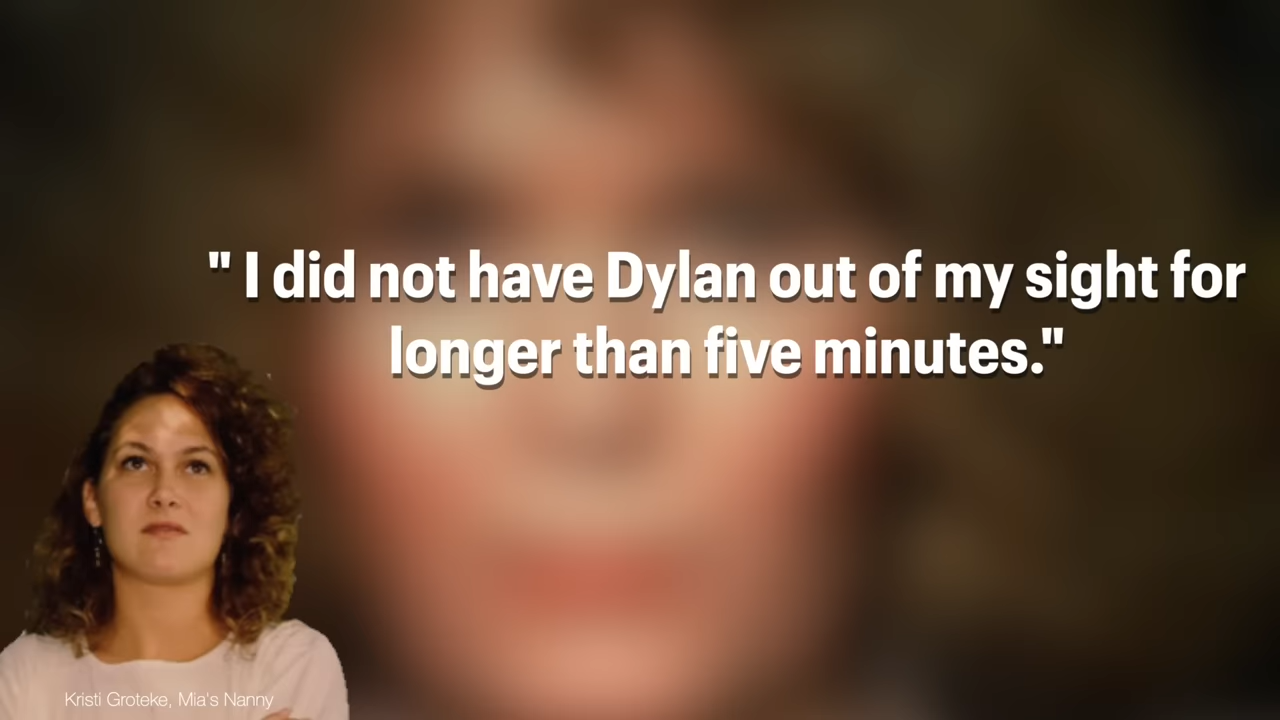 " I did not have Dylan out of my sight for
longer than five minutes."
Kristi Groteke, Mia's Nanny